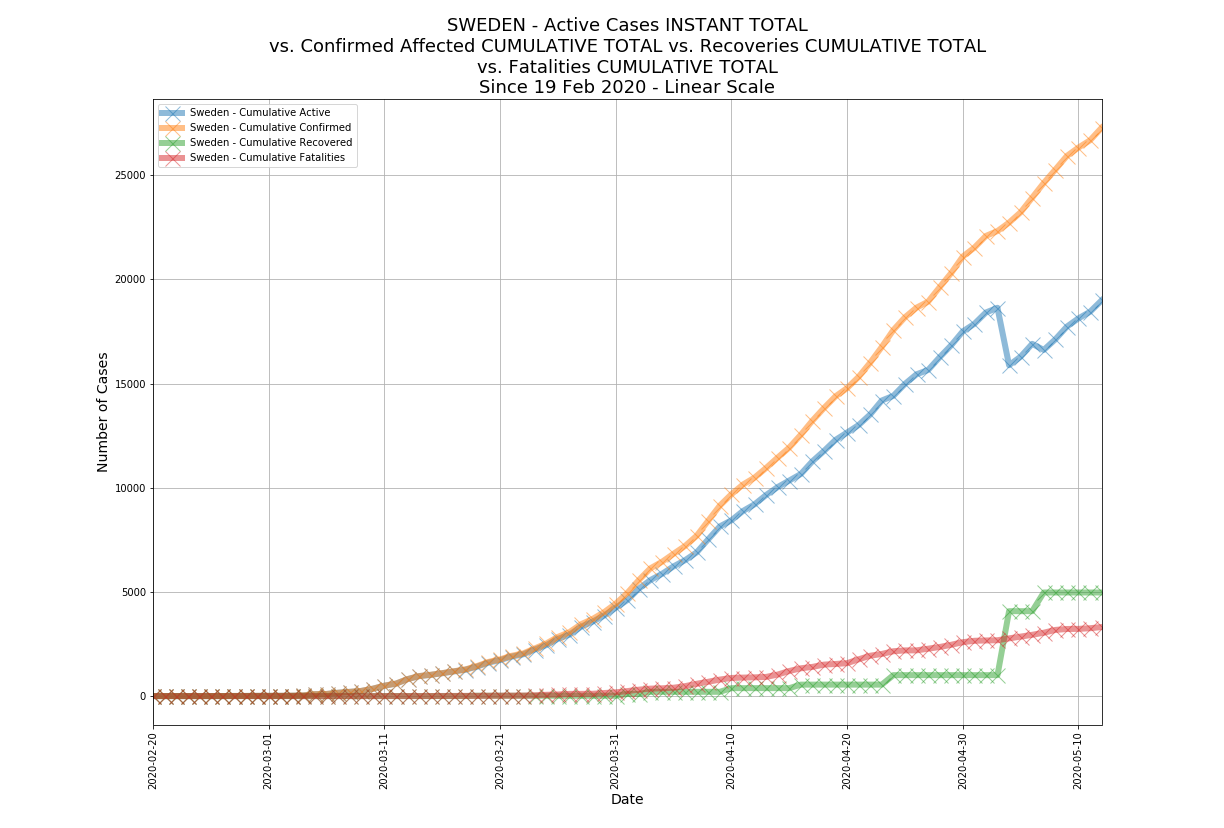 SWEDEN - Active Cases INSTANT TOTAL
vs. Confirmed Affected CUMULATIVE TOTAL vs. Recoveries CUMULATIVE TOTAL
vs. Fatalities CUMULATIVE TOTAL
Since 19 Feb 2020 - Linear Scale
Sweden - Cumulative Active
Sweden - Cumulative Confirmed
Sweden - Cumulative Recovered
Sweden - Cumulative Fatalities
Number of Cases
25000
20000
15000
10000
5000
0
2020-02-20
2020-03-01
2020-03-11
2020-03-21
2020-03-31
2020-04-10
2020-04-20
2020-04-30
2020-05-10
Date